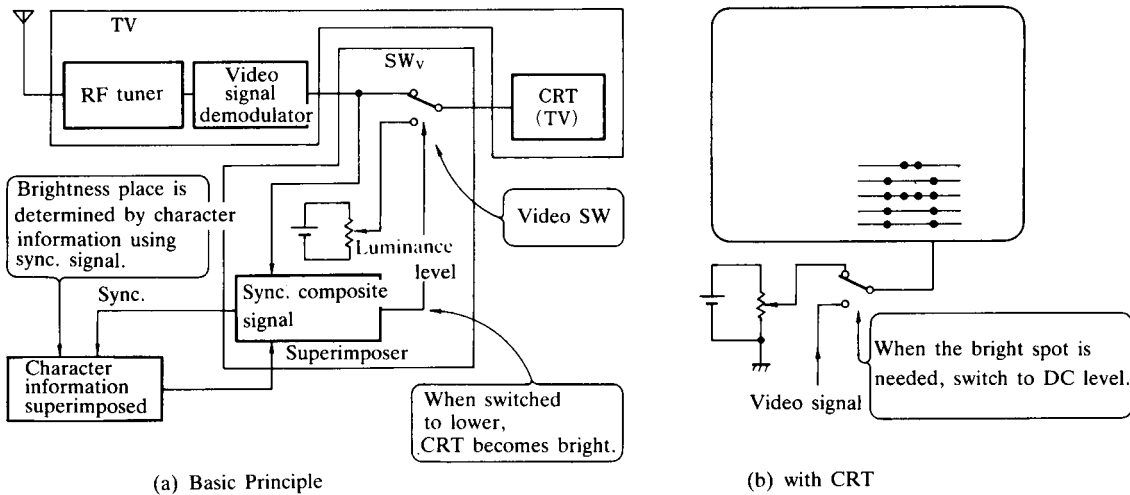 TV
RF tuner
Video
signal
demodulator
SWV
CRT
(TV)
Brightness place is
determined by character
information using
sync. signal.
Video SW
Luminance
level
Sync.
Sync. composite
signal
Superimposer
Character
information
superimposed
When switched
to lower,
CRT becomes bright.
(a) Basic Principle
When the bright spot is
needed, switch to DC level.
Video signal
(b) with CRT